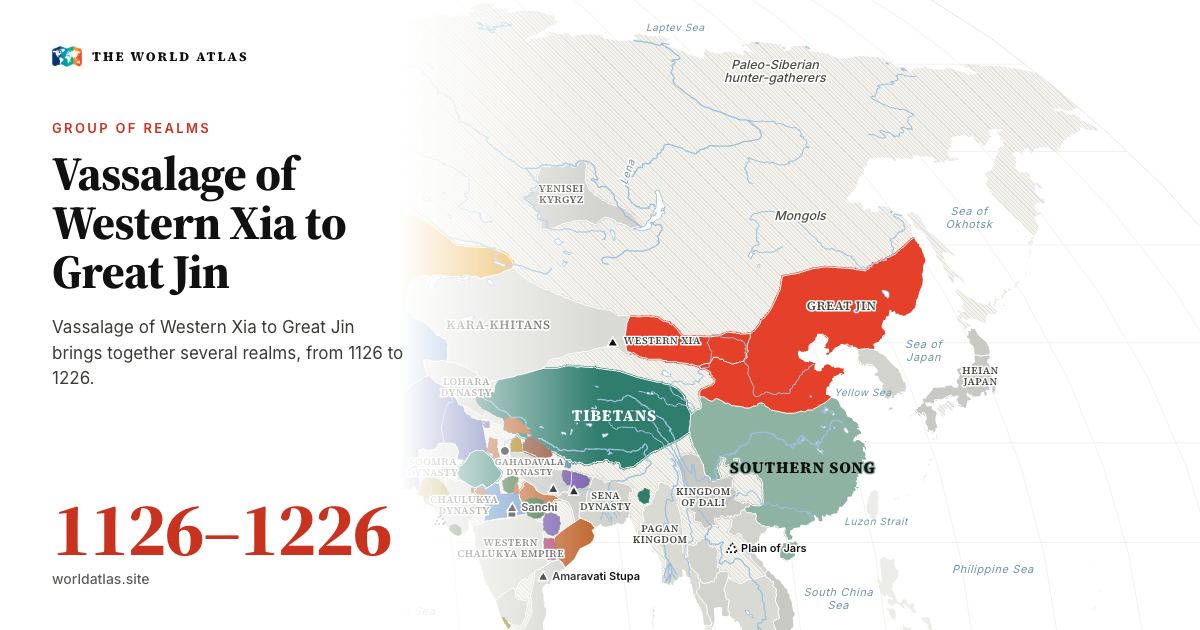 THE WORLD ATLAS
GROUP OF REALMS
Vassalage of
Western Xia to
Great Jin
Vassalage of Western Xia to Great Jin
brings together several realms, from 1126 to
1226.
1126–1226
worldatlas.site
Laptev Sea
Paleo-Siberian
hunter-gatherers
Lena
YENISEI
KYRGYZ
Mongols
Sea of
Okhotsk
GREAT JIN
KARA-KHITANS
WESTERN XIA
Sea of
Japan
HEIAN
JAPAN
LOHARA
DYNASTY
Yellow Sea
TIBETANS
SOUTHERN SONG
SOOMRA
DYNASTY
GAHADAVALA
DYNASTY
CHAULUKYA
DYNASTY
Sanchi
SENA
DYNASTY
KINGDOM
OF DALI
Luzon Strait
PAGAN
KINGDOM
WESTERN
CHALUKYA EMPIRE
Plain of Jars
Amaravati Stupa
Philippine Sea
South China
Sea
Sea